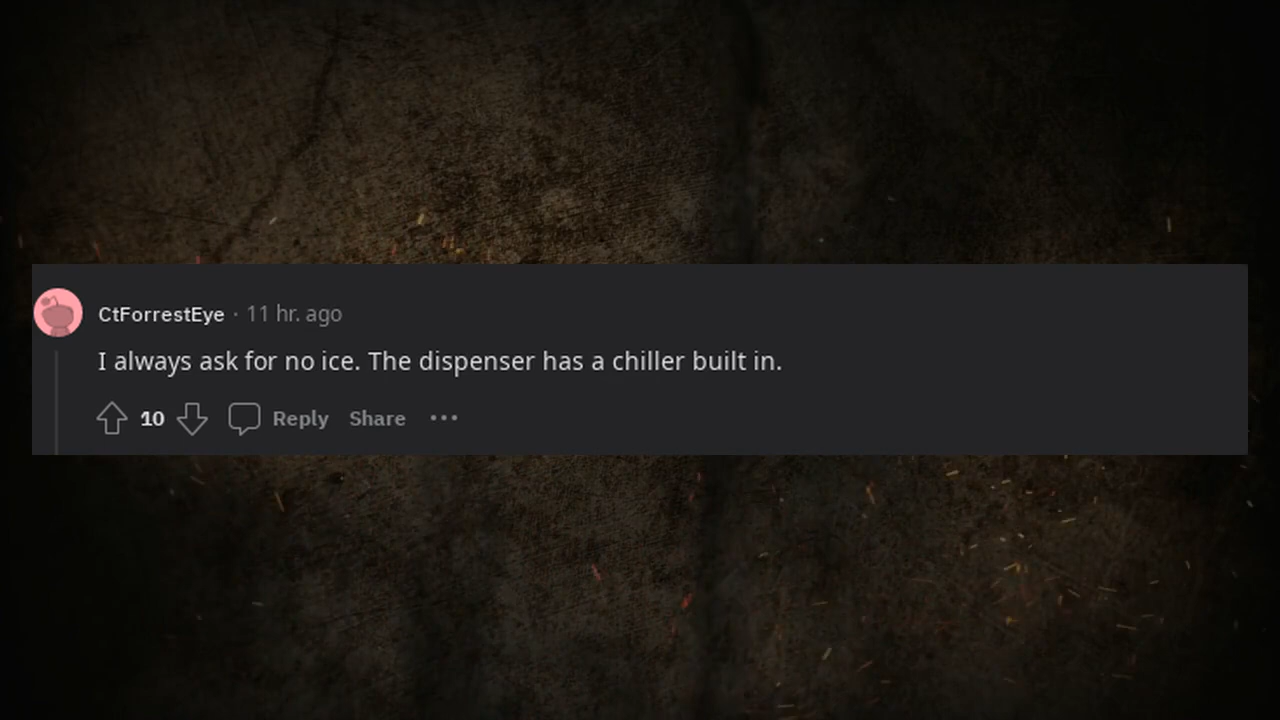 CtForrestEye · 11 hr. ago
I always ask for no ice. The dispenser has a chiller built in.
10 Reply Share ···